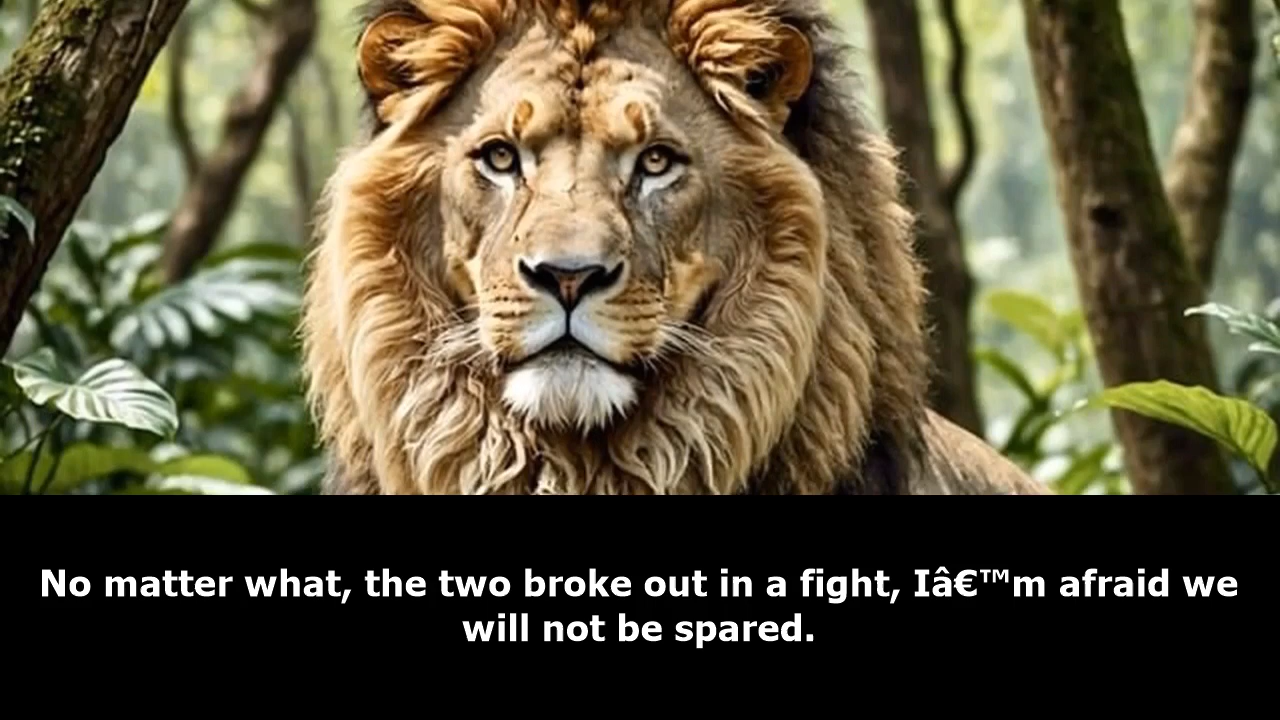 No matter what, the two broke out in a fight, Iâ€™m afraid we
will not be spared.